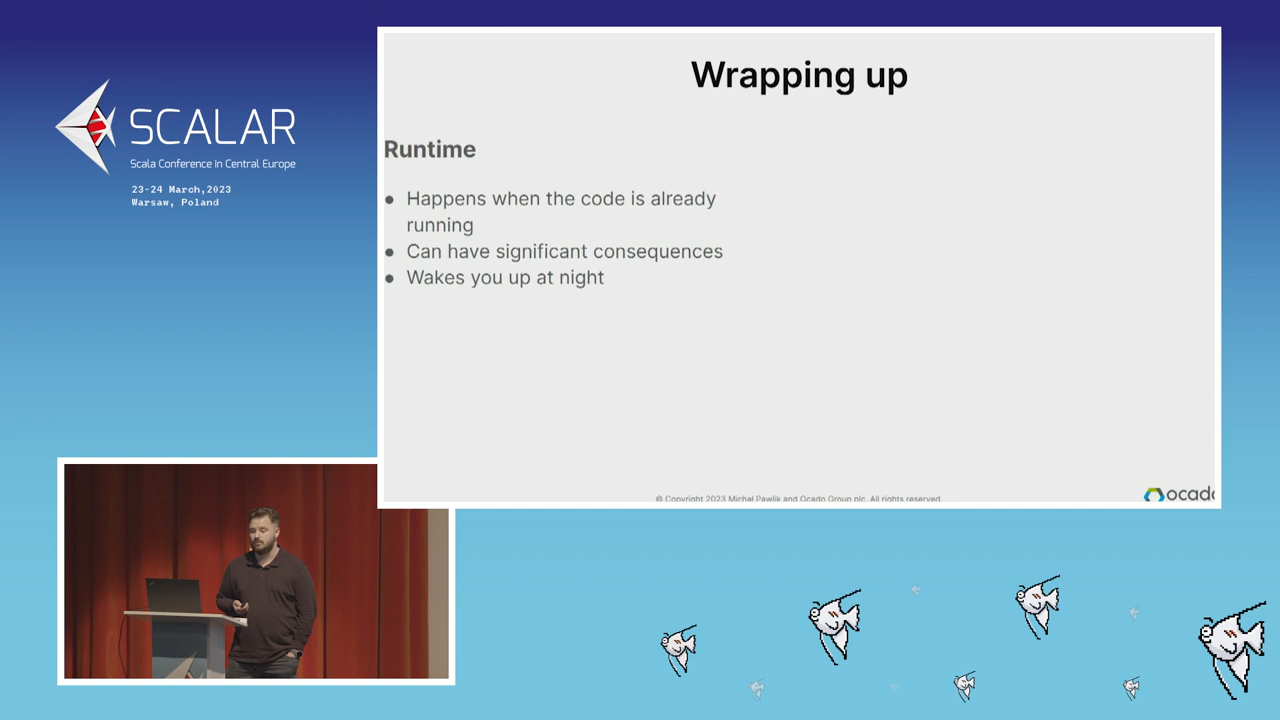 SCALAR
Scala Conference in Central Europe
23-24 March,2023
Warsaw, Poland
Wrapping up
Runtime
● Happens when the code is already
running
● Can have significant consequences
● Wakes you up at night
© Copyright 2023 Michał Pawlik and Ocado Group plc. All rights reserved.
ocado